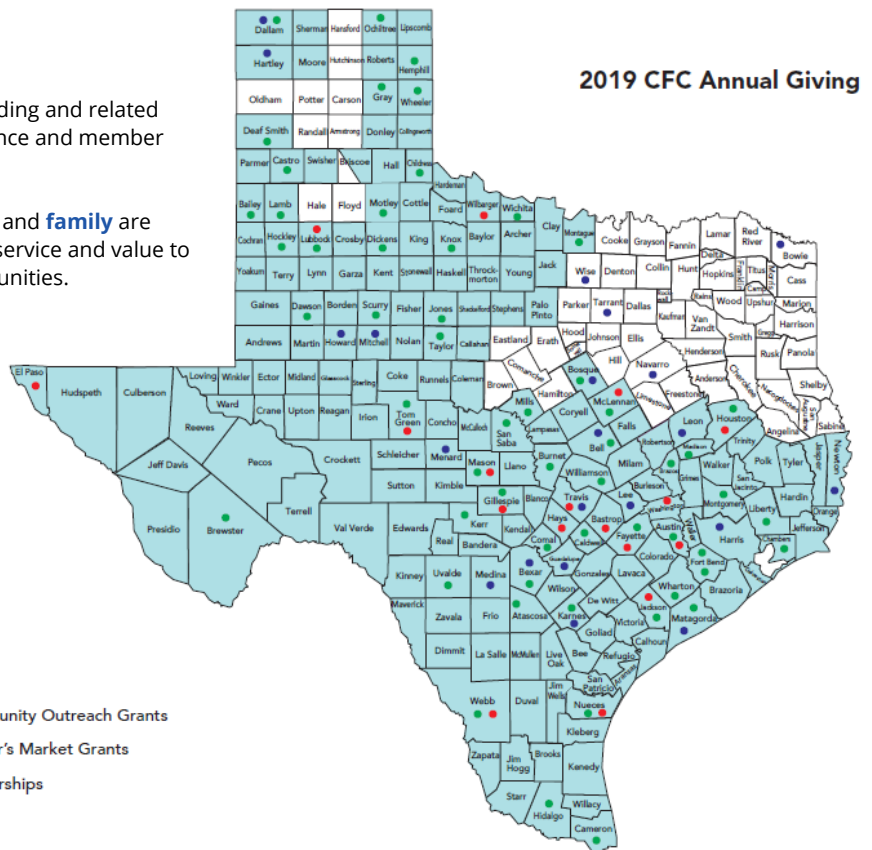 2019 CFC Annual Giving
ding and related
nce and member
and family are
service and value to
unities.
Dallam Sherman Hansford Ochiltree Lipscomb
Hartley Moore Hutchinson Roberts Hemphill
Oldham Potter Carson Gray Wheeler
Deaf Smith Randall Armstrong Donley Collingsworth
Parmer Castro Swisher Briscoe Hall Childress
Bailey Lamb Hale Floyd Motley Cottle Hardeman Foard Wilbarger Wichita Clay Montague Cooke Grayson Fannin Lamar Red River Bowie
Cochran Hockley Lubbock Crosby Dickens King Knox Baylor Archer Jack Wise Denton Collin Hunt Delta Hopkins Franklin Titus Morris Camp Cass
Yoakum Terry Lynn Garza Kent Stonewall Haskell Throck-morton Young Parker Tarrant Dallas Rockwall Kaufman Rains Wood Upshur Marion
Gaines Dawson Borden Scurry Fisher Jones Shackelford Stephens Palo Pinto Hood Johnson Ellis Van Zandt Smith Gregg Harrison
Andrews Martin Howard Mitchell Nolan Taylor Callahan Eastland Erath Hill Navarro Henderson Rusk Panola
El Paso Hudspeth Culberson Loving Winkler Ector Midland Glasscock Sterling Coke Runnels Coleman Brown Comanche Hamilton Bosque McLennan Limestone Freestone Anderson Cherokee Nacogdoches Shelby
Reeves Ward Crane Upton Reagan Irion Tom Green Concho McCulloch San Saba Mills Lampasas Coryell Bell Falls Robertson Leon Houston Trinity Angelina San Augustine Sabine
Jeff Davis Pecos Crockett Schleicher Menard Mason Llano Burnet Williamson Milam Brazos Madison Grimes Walker San Jacinto Polk Tyler Jasper Newton
Presidio Brewster Terrell Val Verde Sutton Kimble Gillespie Blanco Travis Lee Burleson Washington Montgomery Liberty Hardin Orange Jefferson
Edwards Kerr Kendall Hays Bastrop Fayette Austin Waller Harris Chambers
Real Bandera Comal Caldwell Guadalupe Colorado Fort Bend
Kinney Uvalde Medina Bexar Gonzales Lavaca Wharton Brazoria
Maverick Zavala Frio Atascosa Wilson Karnes De Witt Victoria Jackson Matagorda
Dimmit La Salle McMullen Live Oak Bee Goliad Refugio Calhoun Aransas
Webb Duval Jim Wells San Patricio Nueces
Kleberg
Zapata Jim Hogg Brooks Kenedy
Starr Hidalgo Willacy
Cameron
unity Outreach Grants
r's Market Grants
rships